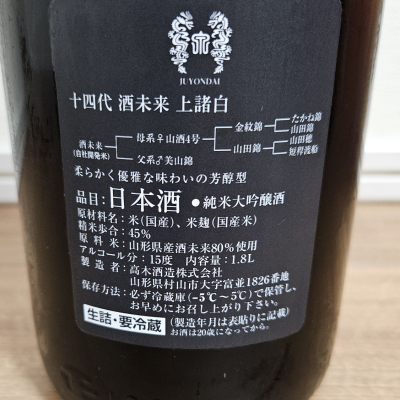 JUYONDAI
十四代 酒未来 上諸白
酒未来
(自社開発米)
母系♀山酒4号
父系♂美山錦
金紋錦
山田錦
たかね錦
山田錦
山田穂
短稈渡船
柔らかく優雅な味わいの芳醇型
品目:日本酒 ●純米大吟醸酒
原材料名:米(国産)、米麹(国産米)
精米歩合:45%
原料米:山形県産酒未来80%使用
アルコール分:15度 内容量:1.8L
製造者:高木酒造株式会社
山形県村山市大字富並1826番地
保存方法:必ず冷蔵庫(-5℃~5℃)で保管し、
お早めにお召し上がり下さい。
生詰・要冷蔵 (製造年月は表貼りに記載)
お酒は20歳になってから。